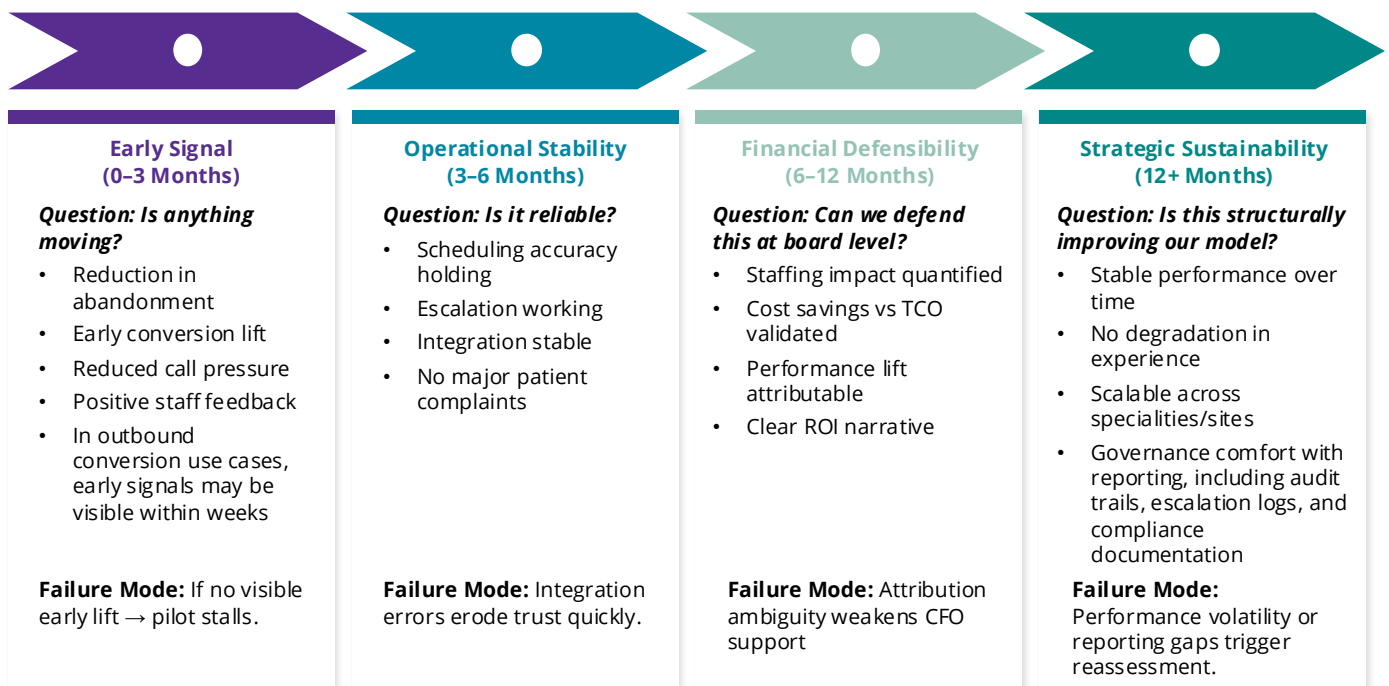 Early Signal
(0–3 Months)
Question: Is anything
moving?
• Reduction in
abandonment
• Early conversion lift
• Reduced call pressure
• Positive staff feedback
• In outbound
conversion use cases,
early signals may be
visible within weeks
Failure Mode: If no visible
early lift → pilot stalls.
Operational Stability
(3–6 Months)
Question: Is it reliable?
• Scheduling accuracy
holding
• Escalation working
• Integration stable
• No major patient
complaints
Failure Mode: Integration
errors erode trust quickly.
Financial Defensibility
(6–12 Months)
Question: Can we defend
this at board level?
• Staffing impact quantified
• Cost savings vs TCO
validated
• Performance lift
attributable
• Clear ROI narrative
Failure Mode: Attribution
ambiguity weakens CFO
support
Strategic Sustainability
(12+ Months)
Question: Is this structurally
improving our model?
• Stable performance over
time
• No degradation in
experience
• Scalable across
specialities/sites
• Governance comfort with
reporting, including audit
trails, escalation logs, and
compliance
documentation
Failure Mode:
Performance volatility or
reporting gaps trigger
reassessment.